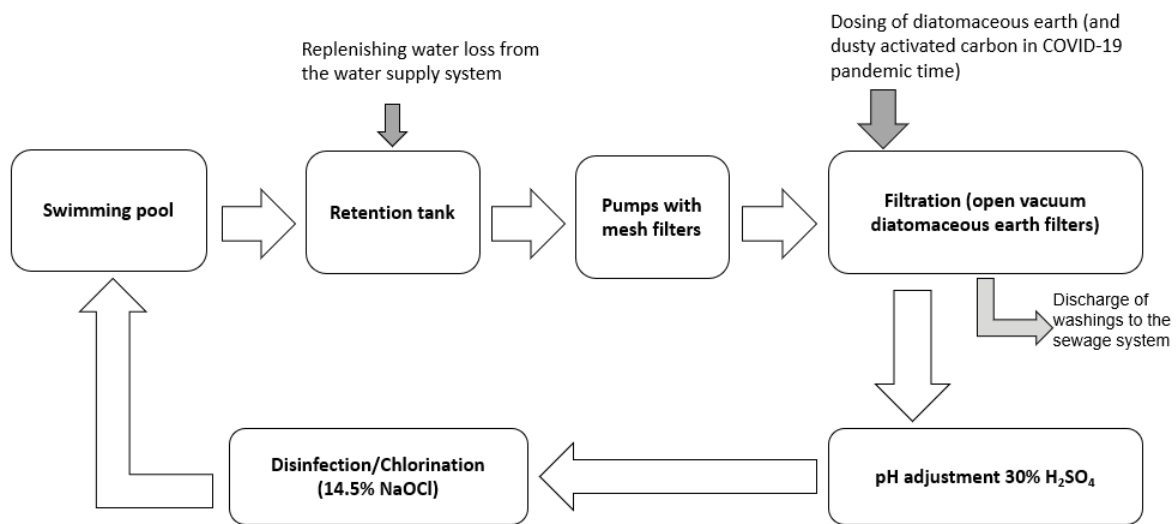 Replenishing water loss from
the water supply system
Dosing of diatomaceous earth (and
dusty activated carbon in COVID-19
pandemic time)
Swimming pool
Retention tank
Pumps with
mesh filters
Filtration (open vacuum
diatomaceous earth filters)
Discharge of
washings to the
sewage system
pH adjustment 30% H₂SO₄
Disinfection/Chlorination
(14.5% NaOCl)